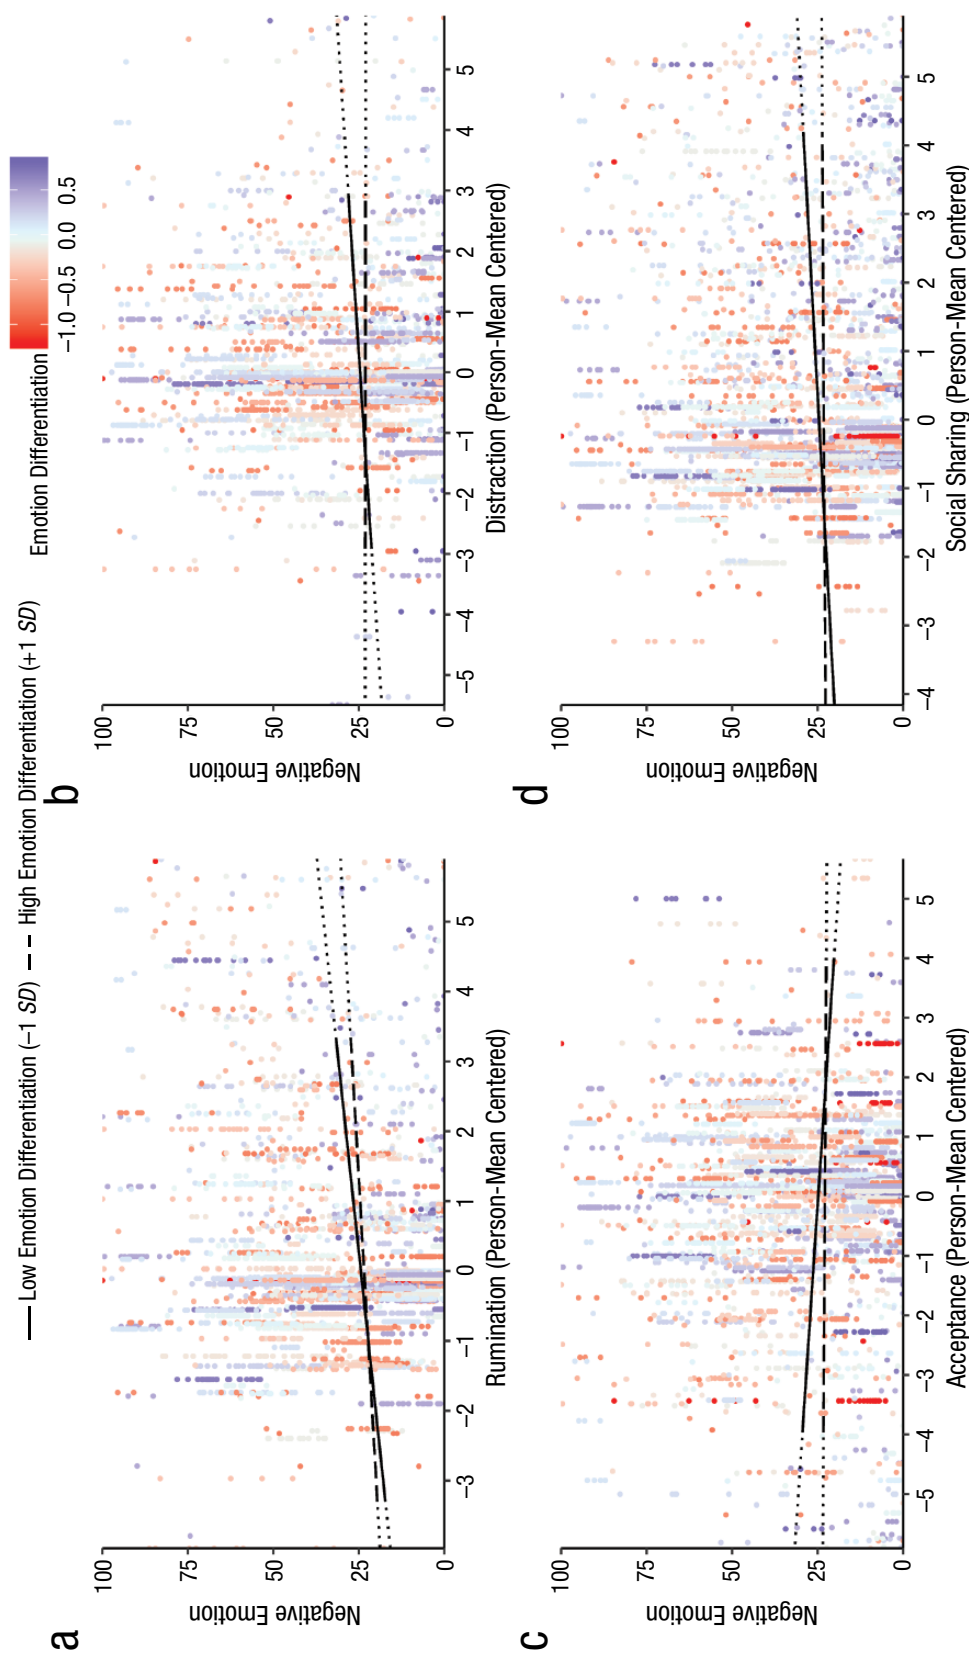 Low Emotion Differentiation (−1 SD) High Emotion Differentiation (+1 SD)
Emotion Differentiation
−1.0 −0.5 0.0 0.5
a
Negative Emotion
100
75
50
25
0
−3 −2 −1 0 1 2 3 4 5
Rumination (Person-Mean Centered)
b
Negative Emotion
100
75
50
25
0
−5 −4 −3 −2 −1 0 1 2 3 4 5
Distraction (Person-Mean Centered)
c
Negative Emotion
100
75
50
25
0
−5 −4 −3 −2 −1 0 1 2 3 4 5
Acceptance (Person-Mean Centered)
d
Negative Emotion
100
75
50
25
0
−4 −3 −2 −1 0 1 2 3 4 5
Social Sharing (Person-Mean Centered)